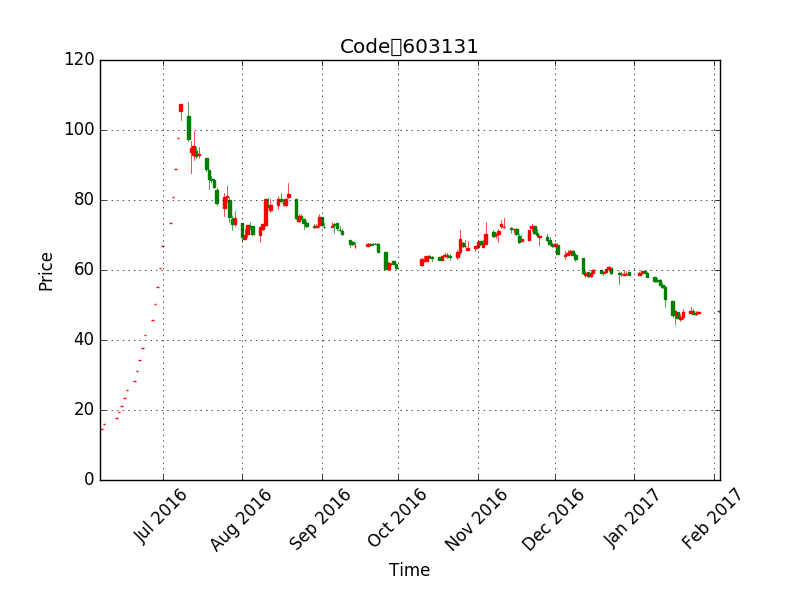 Code▯603131
120
100
80
60
40
20
0
Price
Jul 2016
Aug 2016
Sep 2016
Oct 2016
Nov 2016
Dec 2016
Jan 2017
Feb 2017
Time